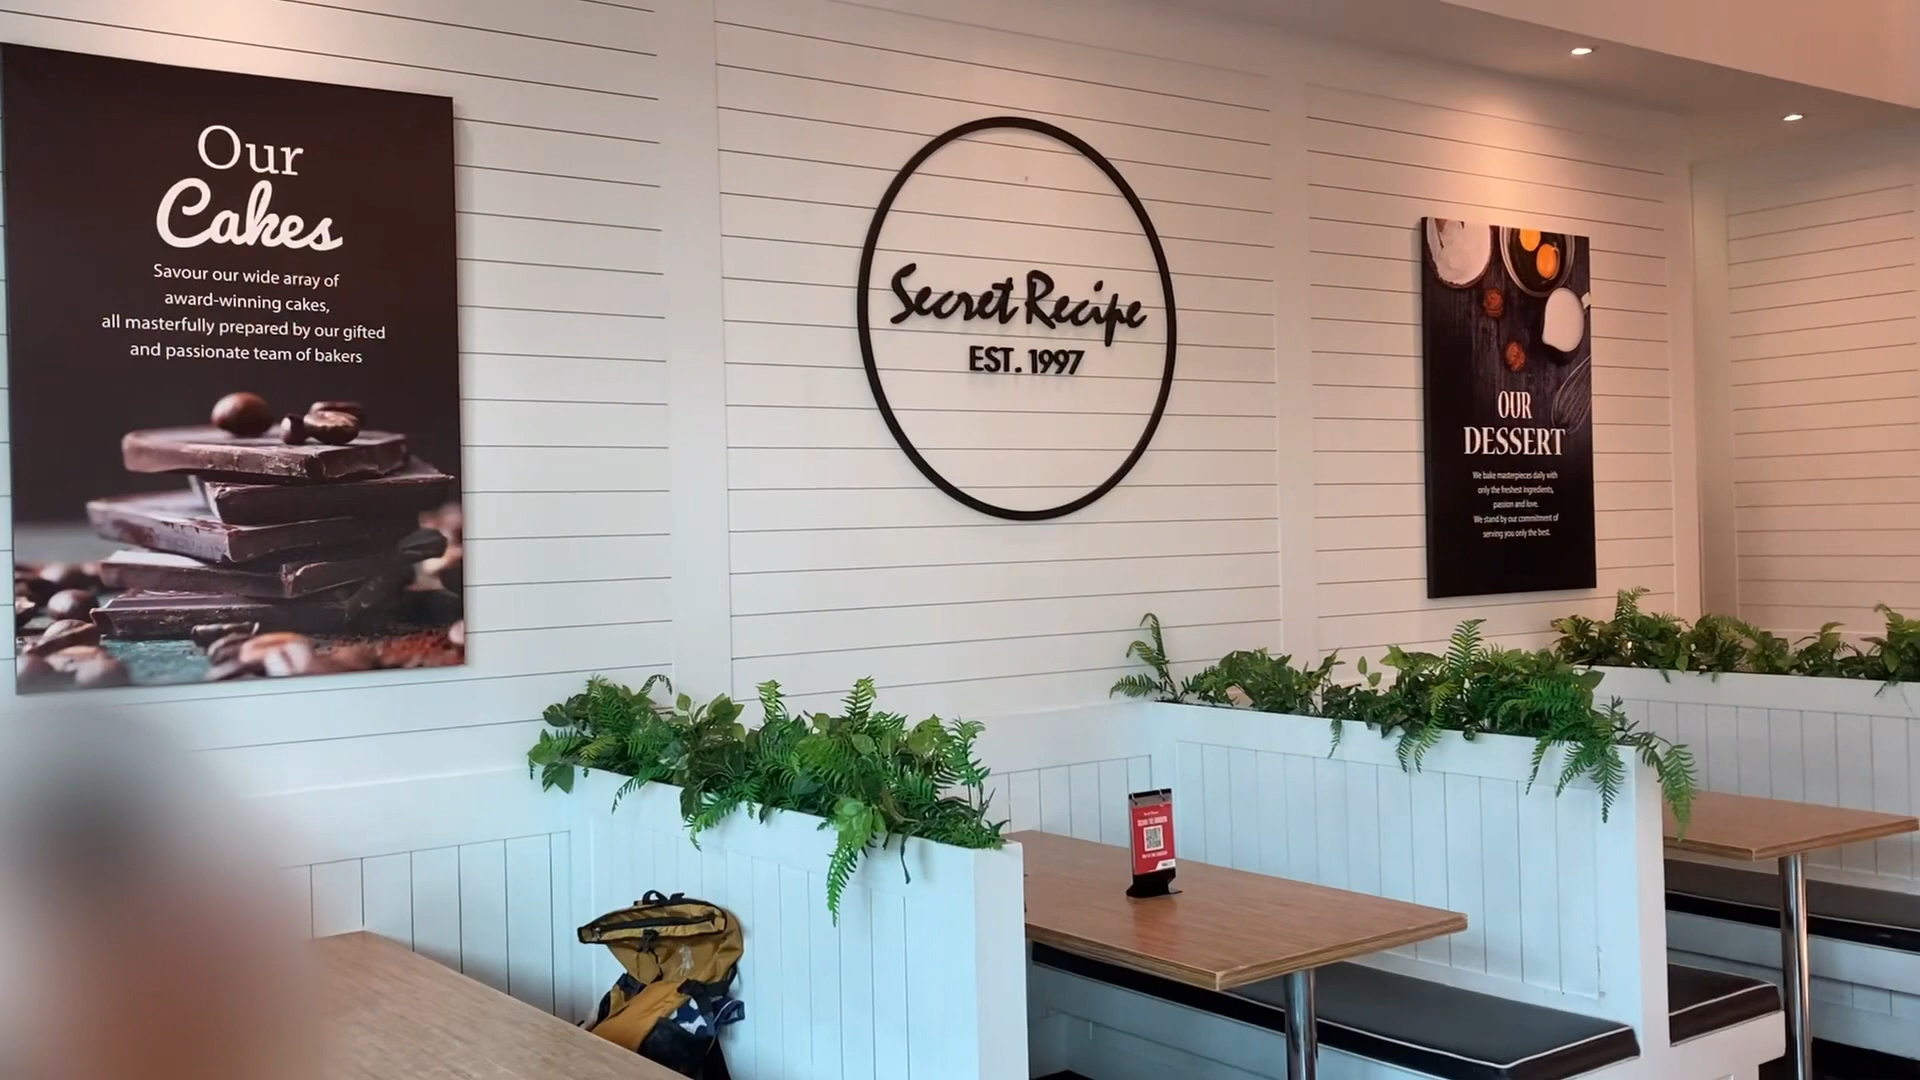 Our
Cakes
Savour our wide array of
award-winning cakes,
all masterfully prepared by our gifted
and passionate team of bakers
Secret Recipe
EST. 1997
OUR
DESSERT
We bake masterpieces daily with
only the freshest ingredients,
passion and love.
We stand by our commitment of
serving you only the best.